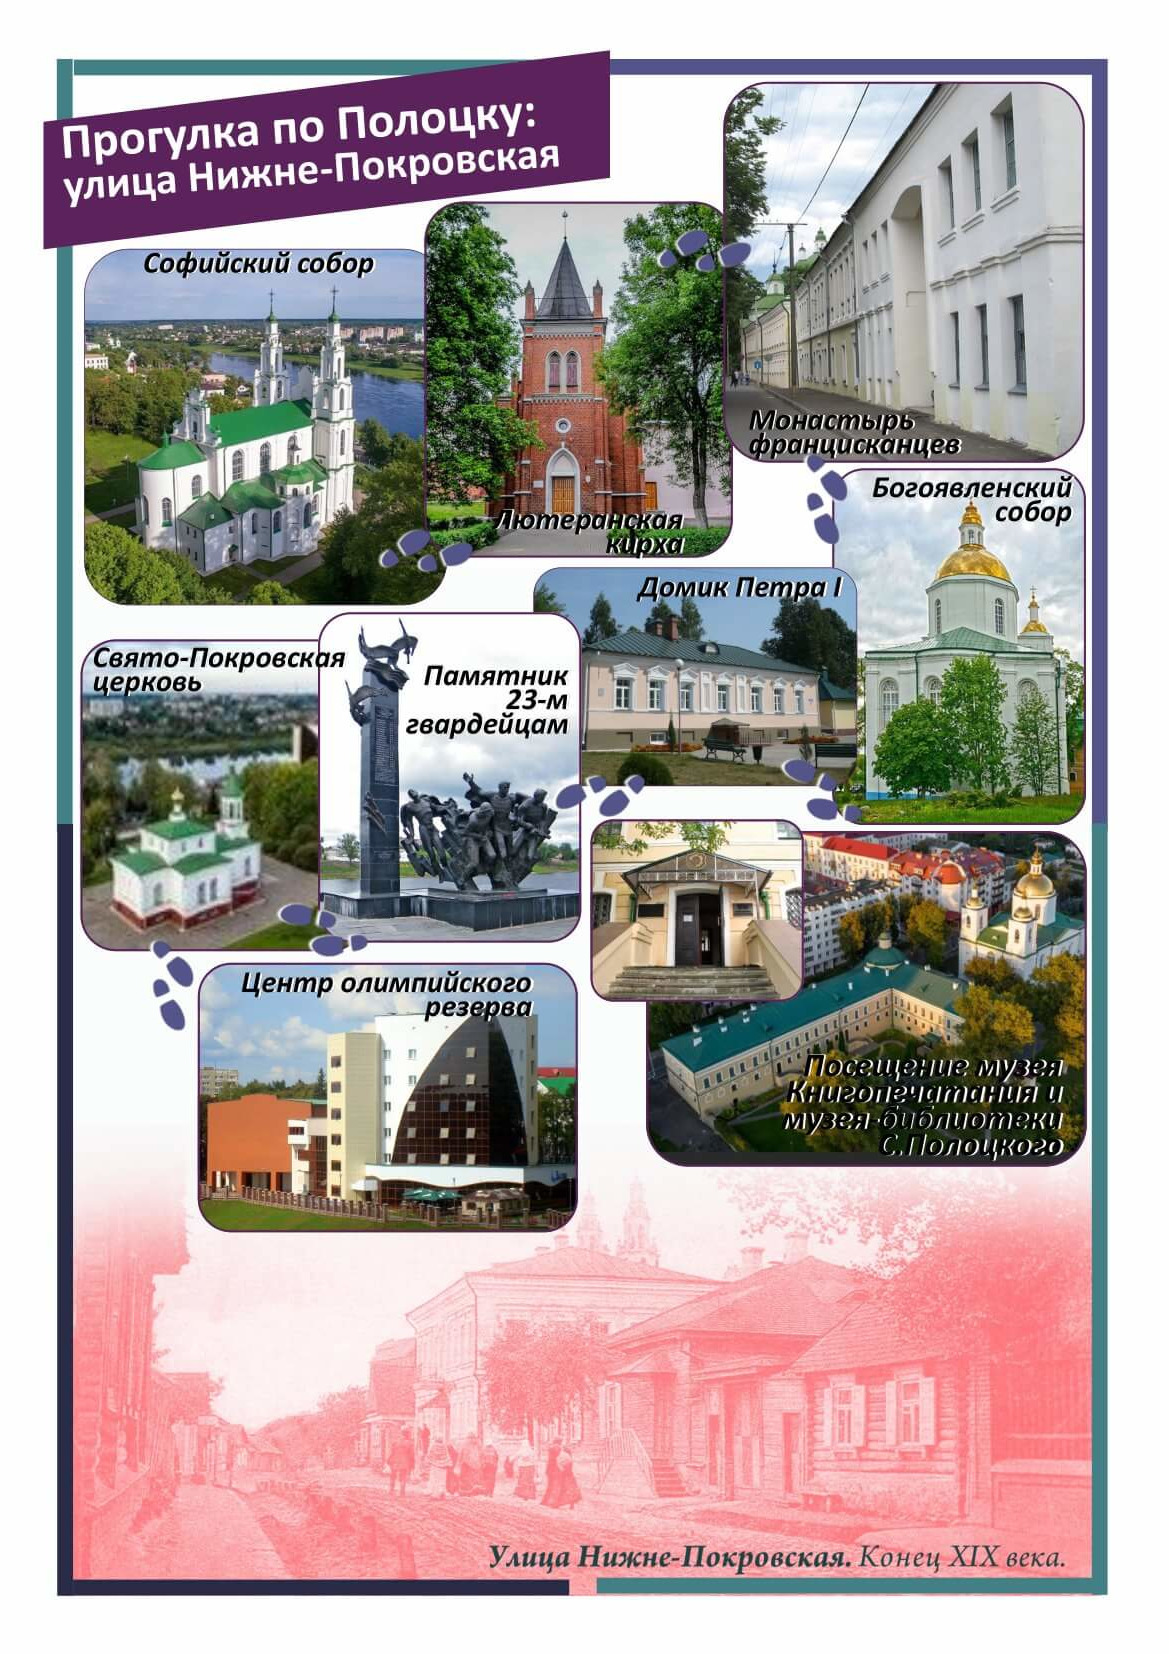 Прогулка по Полоцку:
улица Нижне-Покровская
Софийский собор
Лютеранская
кирха
Монастырь
францисканцев
Богоявленский
собор
Домик Петра I
Свято-Покровская
церковь
Памятник
23-м
гвардейцам
Центр олимпийского
резерва
Посещение музея
Книгопечатания и
музея-библиотеки
С.Полоцкого
Улица Нижне-Покровская. Конец XIX века.